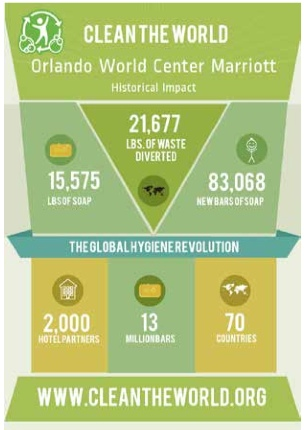 CLEAN THE WORLD
Orlando World Center Marriott
Historical Impact
21,677
LBS. OF WASTE
DIVERTED
15,575
LBS OF SOAP
83,068
NEW BARS OF SOAP
THE GLOBAL HYGIENE REVOLUTION
2,000
HOTEL PARTNERS
13
MILLION BARS
70
COUNTRIES
WWW.CLEANTHEWORLD.ORG